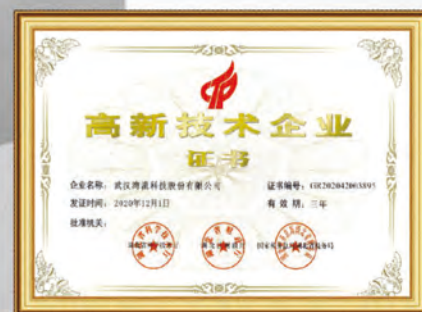 高新技术企业
证书
企业名称：武汉湾流科技股份有限公司
证书编号：GR202042003895
发证时间：2020年12月1日
有效期：三年
批准机关：